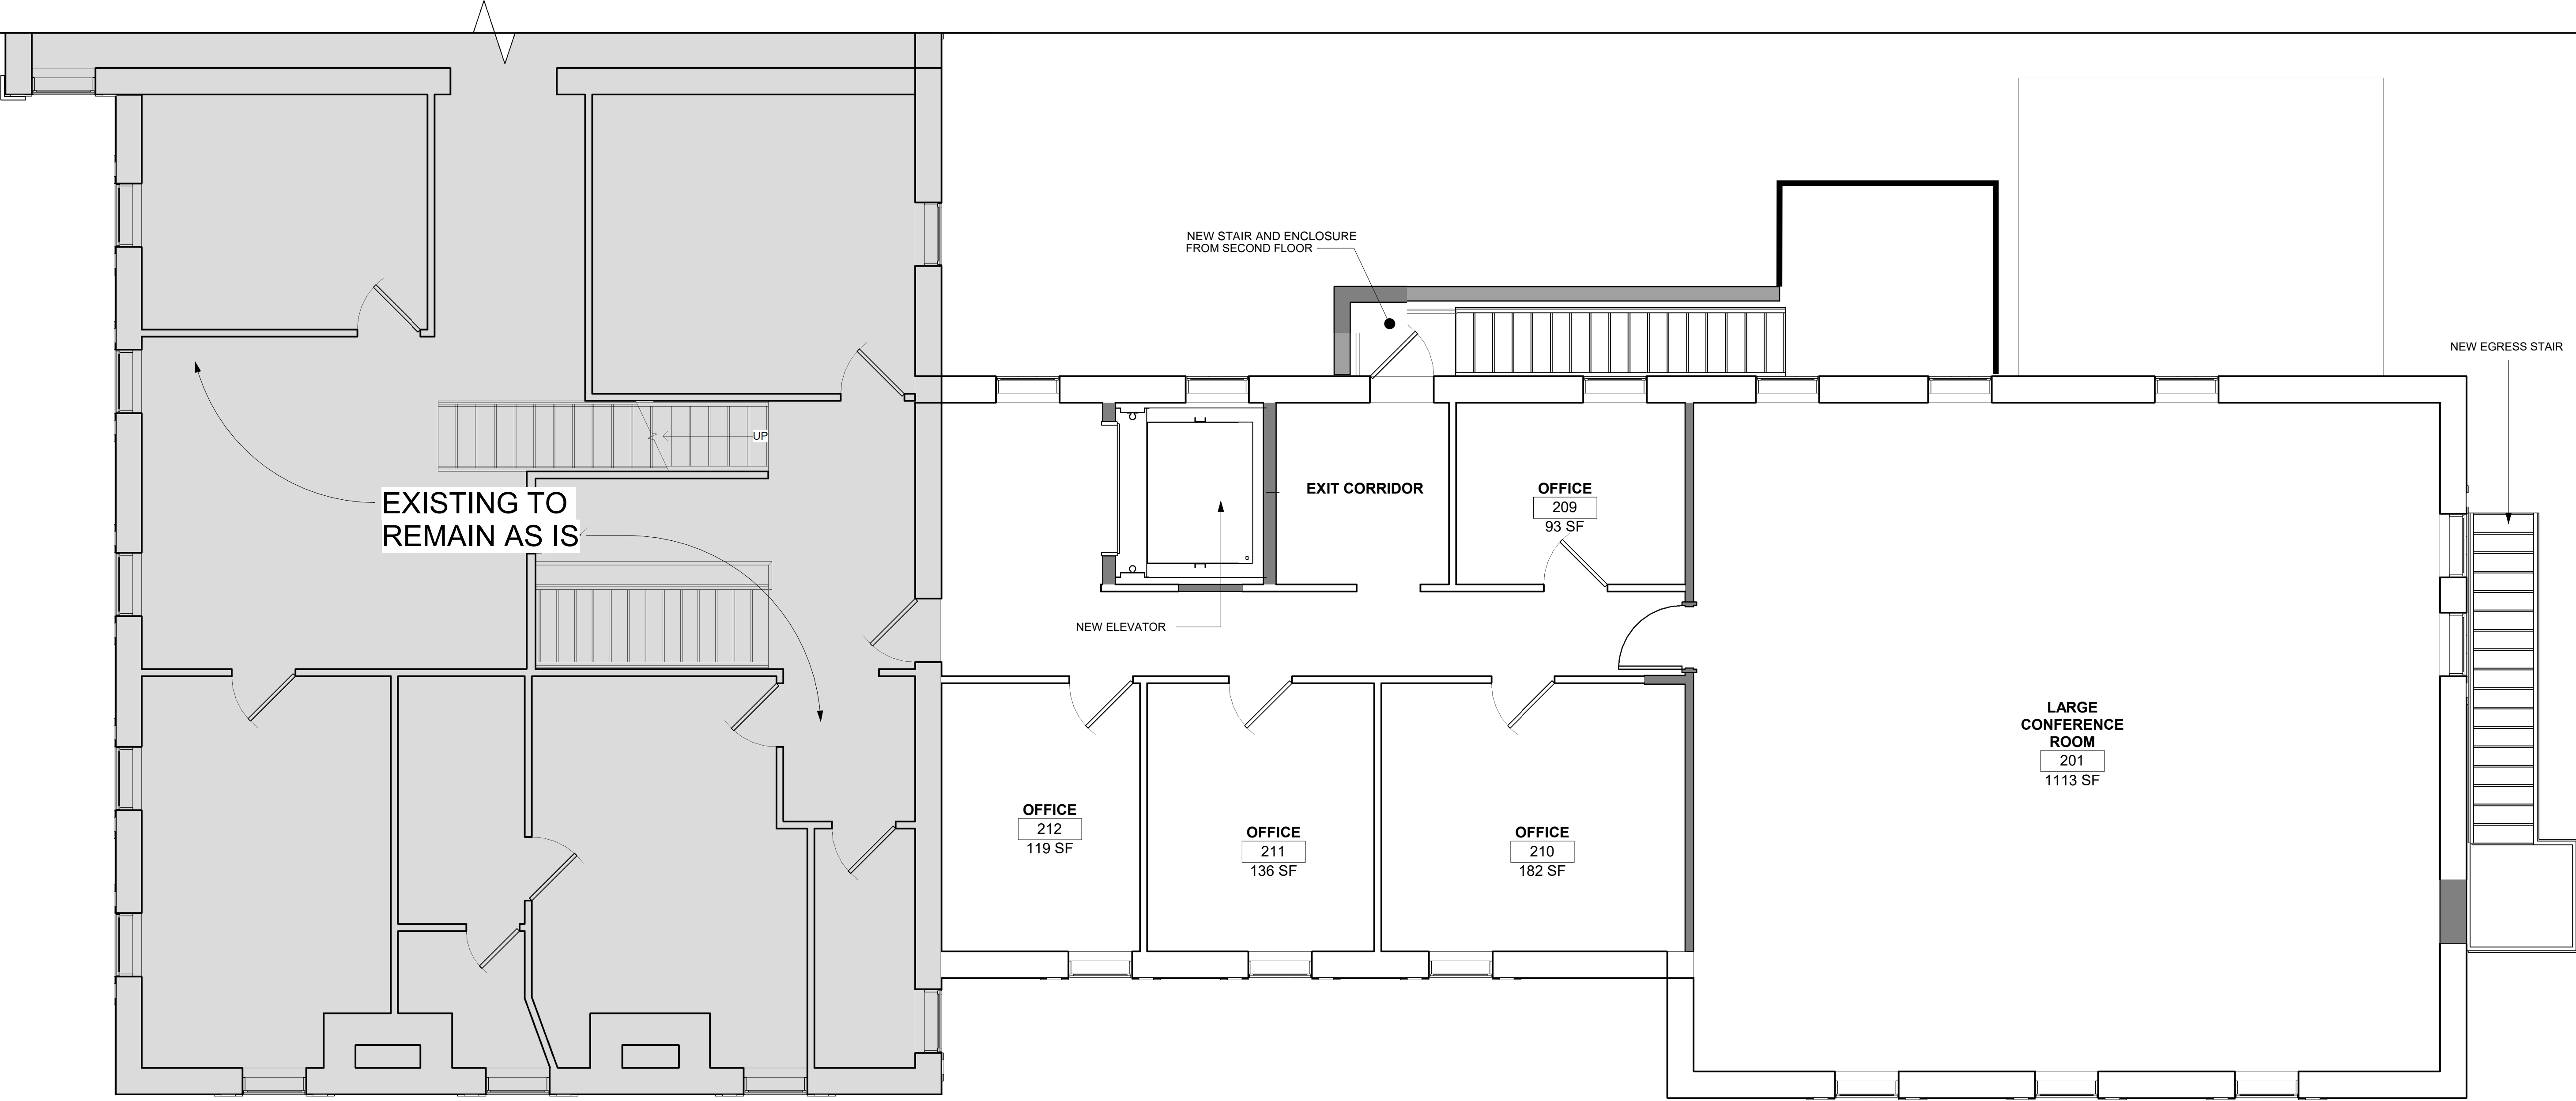 NEW STAIR AND ENCLOSURE
FROM SECOND FLOOR
NEW EGRESS STAIR
UP
EXISTING TO
REMAIN AS IS
EXIT CORRIDOR
OFFICE
209
93 SF
NEW ELEVATOR
LARGE
CONFERENCE
ROOM
201
1113 SF
OFFICE
212
119 SF
OFFICE
211
136 SF
OFFICE
210
182 SF